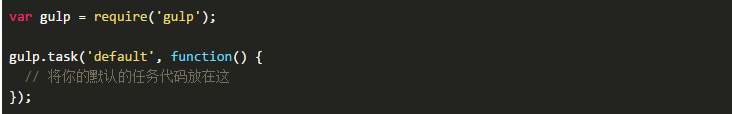 var gulp = require('gulp');
gulp.task('default', function() {
// 将你的默认的任务代码放在这
});